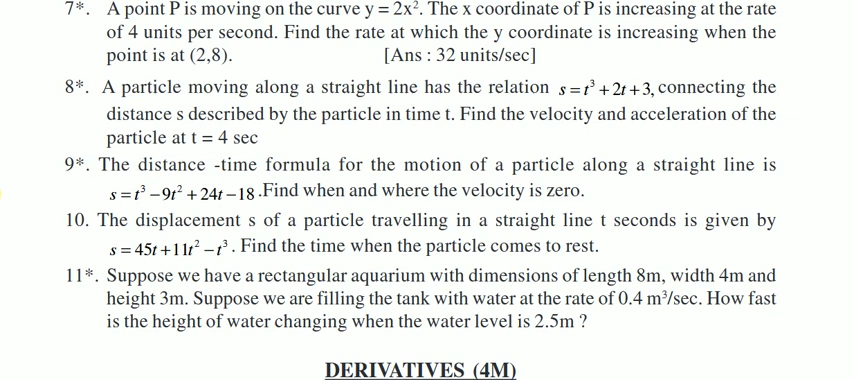 7*. A point P is moving on the curve y = 2x². The x coordinate of P is increasing at the rate
of 4 units per second. Find the rate at which the y coordinate is increasing when the
point is at (2,8). [Ans : 32 units/sec]
8*. A particle moving along a straight line has the relation s = t³ + 2t + 3, connecting the
distance s described by the particle in time t. Find the velocity and acceleration of the
particle at t = 4 sec
9*. The distance -time formula for the motion of a particle along a straight line is
s = t³ – 9t² + 24t – 18 .Find when and where the velocity is zero.
10. The displacement s of a particle travelling in a straight line t seconds is given by
s = 45t + 11t² – t³ . Find the time when the particle comes to rest.
11*. Suppose we have a rectangular aquarium with dimensions of length 8m, width 4m and
height 3m. Suppose we are filling the tank with water at the rate of 0.4 m³/sec. How fast
is the height of water changing when the water level is 2.5m ?
DERIVATIVES (4M)